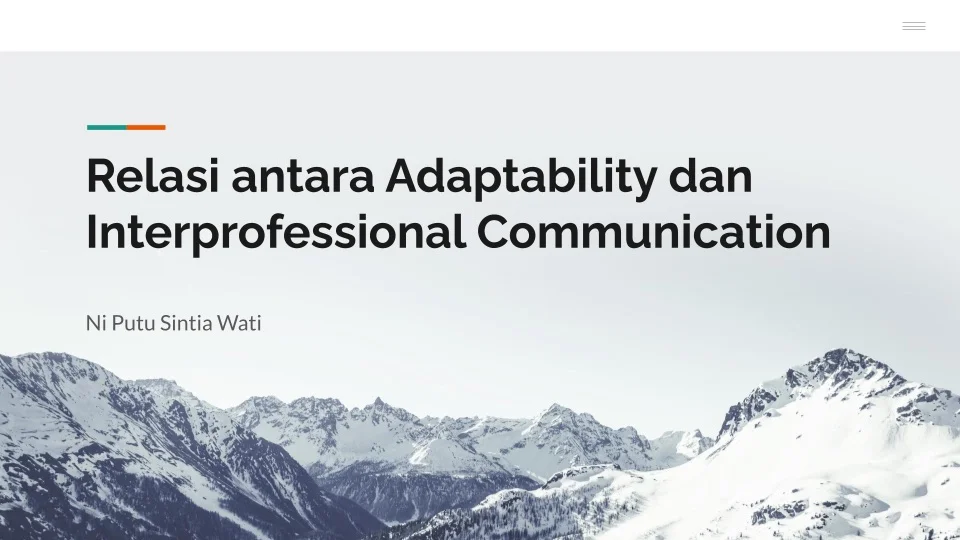 Relasi antara Adaptability dan
Interprofessional Communication
Ni Putu Sintia Wati